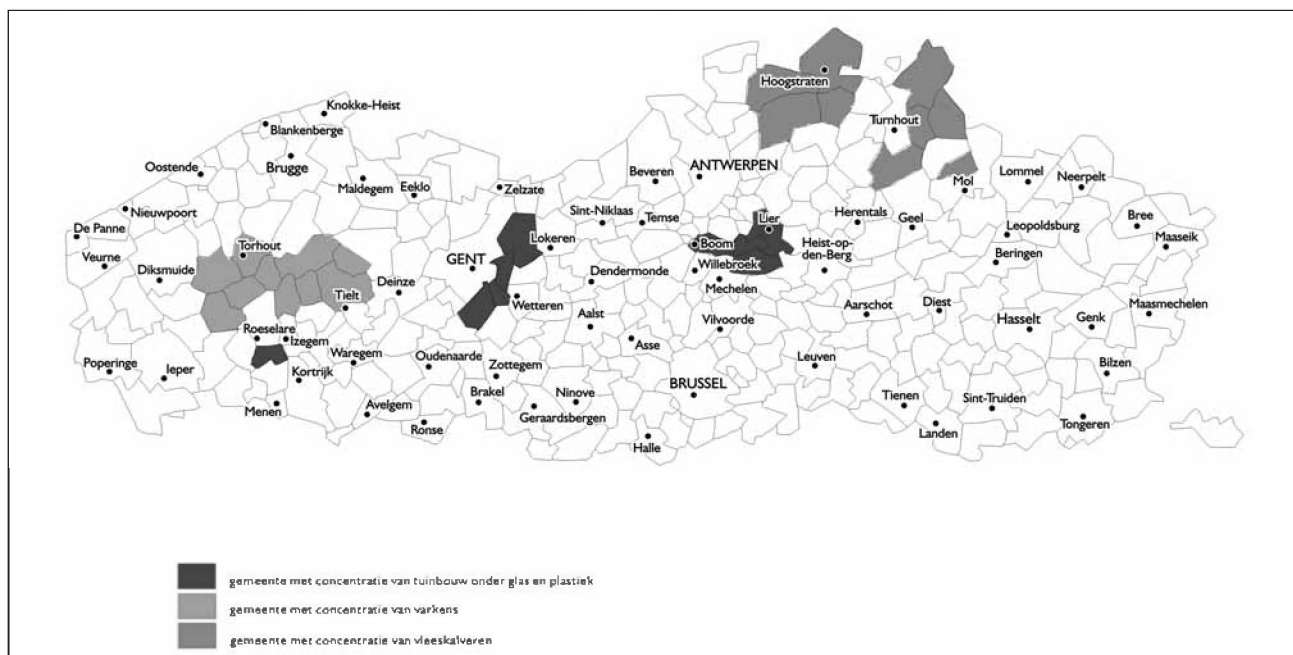 Knokke-Heist
Blankenberge
Brugge
Oostende
Nieuwpoort
De Panne
Veurne
Diksmuide
Torhout
Maldegem
Eeklo
Zelzate
GENT
Lokeren
Deinze
Tielt
Wetteren
Roeselare
Izegem
Poperinge
Ieper
Waregem
Kortrijk
Menen
Oudenaarde
Zottegem
Avelgem
Ronse
Brakel
Geraardsbergen
Ninove
Aalst
Asse
Dendermonde
Sint-Niklaas
Temse
Beveren
ANTWERPEN
Hoogstraten
Turnhout
Mol
Lommel
Neerpelt
Lier
Boom
Willebroek
Mechelen
Herentals
Geel
Heist-op-
den-Berg
Leopoldsburg
Beringen
Bree
Maaseik
Maasmechelen
Vilvoorde
BRUSSEL
Halle
Leuven
Aarschot
Diest
Hasselt
Genk
Bilzen
Tienen
Landen
Sint-Truiden
Tongeren
gemeente met concentratie van tuinbouw onder glas en plastiek
gemeente met concentratie van varkens
gemeente met concentratie van vleeskalveren